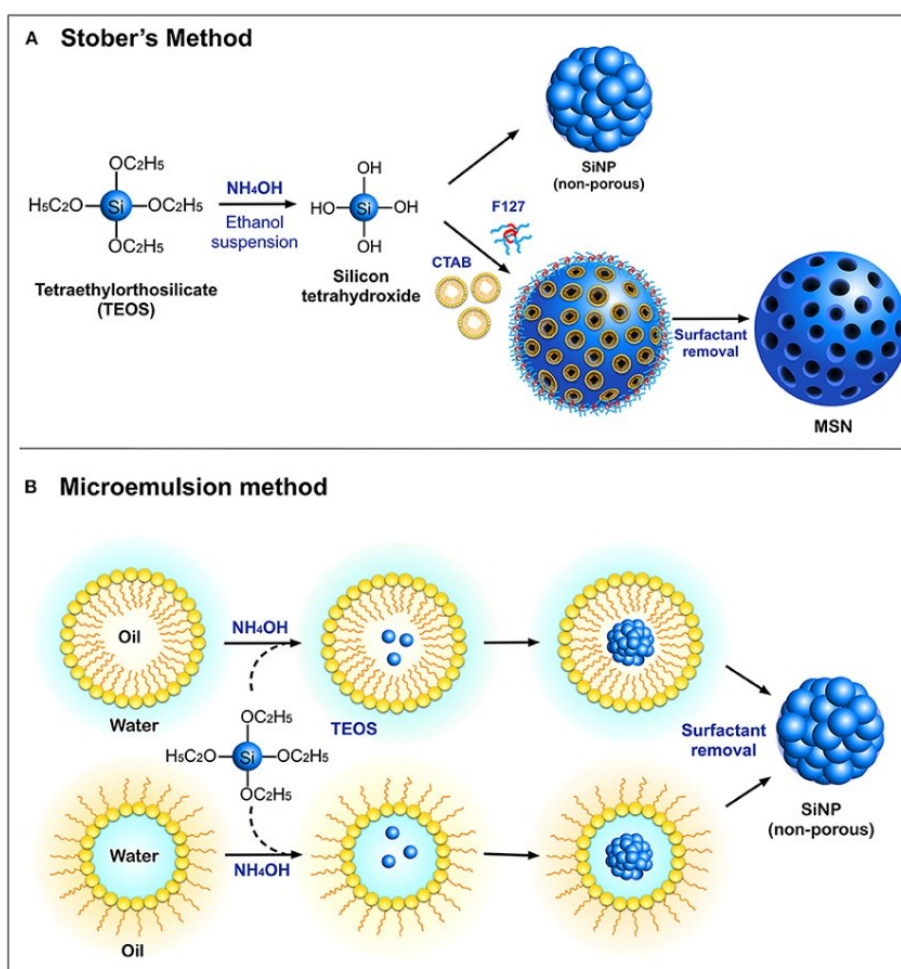 A Stober's Method
OC2H5
H5C2O Si OC2H5
OC2H5
Tetraethylorthosilicate
(TEOS)
NH4OH
Ethanol
suspension
OH
HO Si OH
OH
Silicon
tetrahydroxide
SiNP
(non-porous)
F127
CTAB
Surfactant
removal
MSN
B Microemulsion method
Oil
Water
NH4OH
TEOS
OC2H5
H5C2O Si OC2H5
OC2H5
Water
Oil
NH4OH
Surfactant
removal
SiNP
(non-porous)